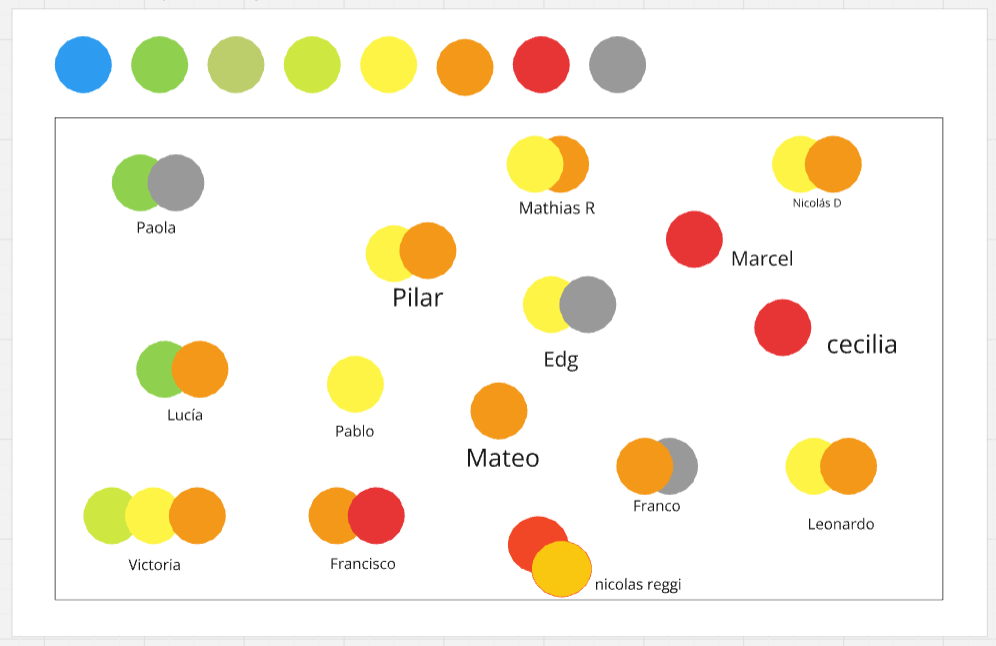 Paola
Mathias R
Nicolás D
Marcel
Pilar
Edg
cecilia
Lucía
Pablo
Mateo
Franco
Leonardo
Victoria
Francisco
nicolas reggi